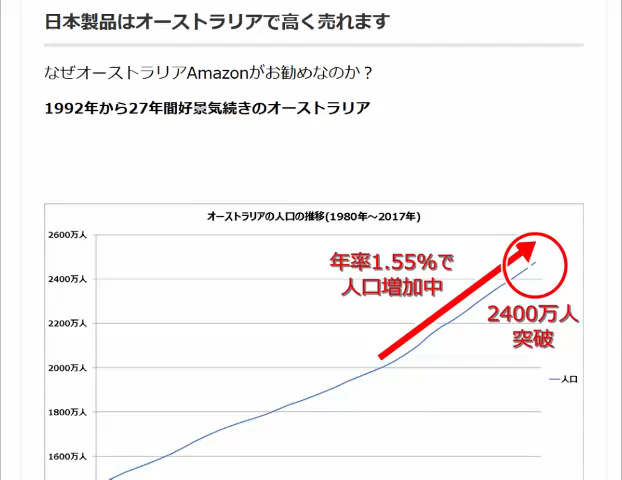 日本製品はオーストラリアで高く売れます
なぜオーストラリアAmazonがお勧めなのか？
1992年から27年間好景気続きのオーストラリア
オーストラリアの人口の推移(1980年～2017年)
2600万人
年率1.55%で
人口増加中
2400万人
2400万人
突破
2200万人
2000万人
人口
1800万人
1600万人